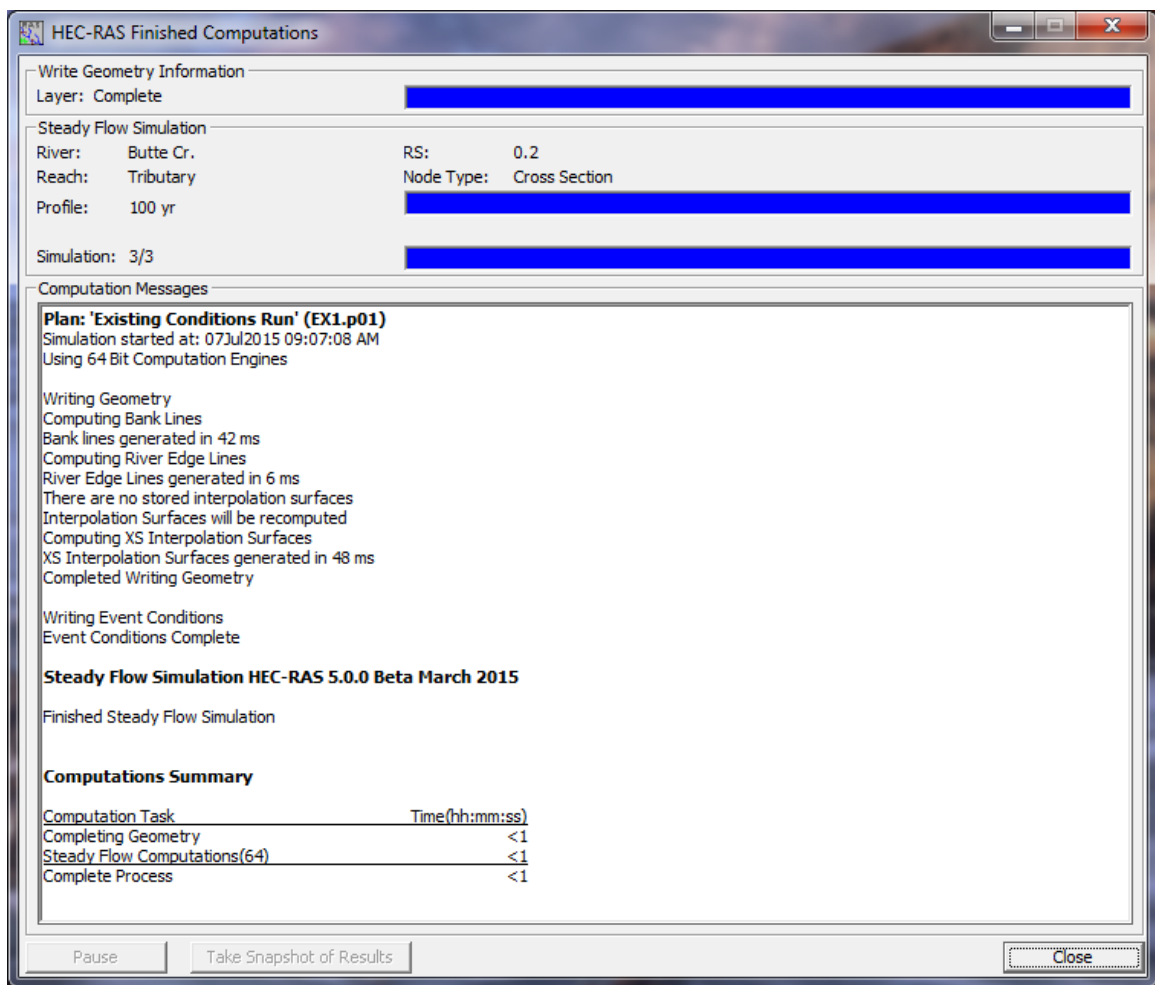 HEC-RAS Finished Computations
Write Geometry Information
Layer: Complete
Steady Flow Simulation
River: Butte Cr. RS: 0.2
Reach: Tributary Node Type: Cross Section
Profile: 100 yr
Simulation: 3/3
Computation Messages
Plan: 'Existing Conditions Run' (EX1.p01)
Simulation started at: 07Jul2015 09:07:08 AM
Using 64 Bit Computation Engines
Writing Geometry
Computing Bank Lines
Bank lines generated in 42 ms
Computing River Edge Lines
River Edge Lines generated in 6 ms
There are no stored interpolation surfaces
Interpolation Surfaces will be recomputed
Computing XS Interpolation Surfaces
XS Interpolation Surfaces generated in 48 ms
Completed Writing Geometry
Writing Event Conditions
Event Conditions Complete
Steady Flow Simulation HEC-RAS 5.0.0 Beta March 2015
Finished Steady Flow Simulation
Computations Summary
Computation Task Time(hh:mm:ss)
Completing Geometry <1
Steady Flow Computations(64) <1
Complete Process <1
Pause Take Snapshot of Results Close